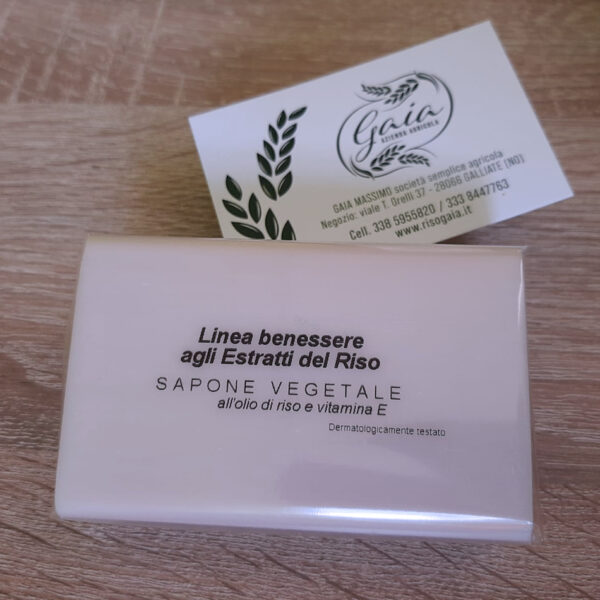 Gaia
AZIENDA AGRICOLA
GAIA MASSIMO società semplice agricola
Negozio: viale T. Orelli 37 - 28066 GALLIATE (NO)
Cell. 338 5955820 / 333 8447763
www.risogaia.it
Linea benessere
agli Estratti del Riso
SAPONE VEGETALE
all'olio di riso e vitamina E
Dermatologicamente testato